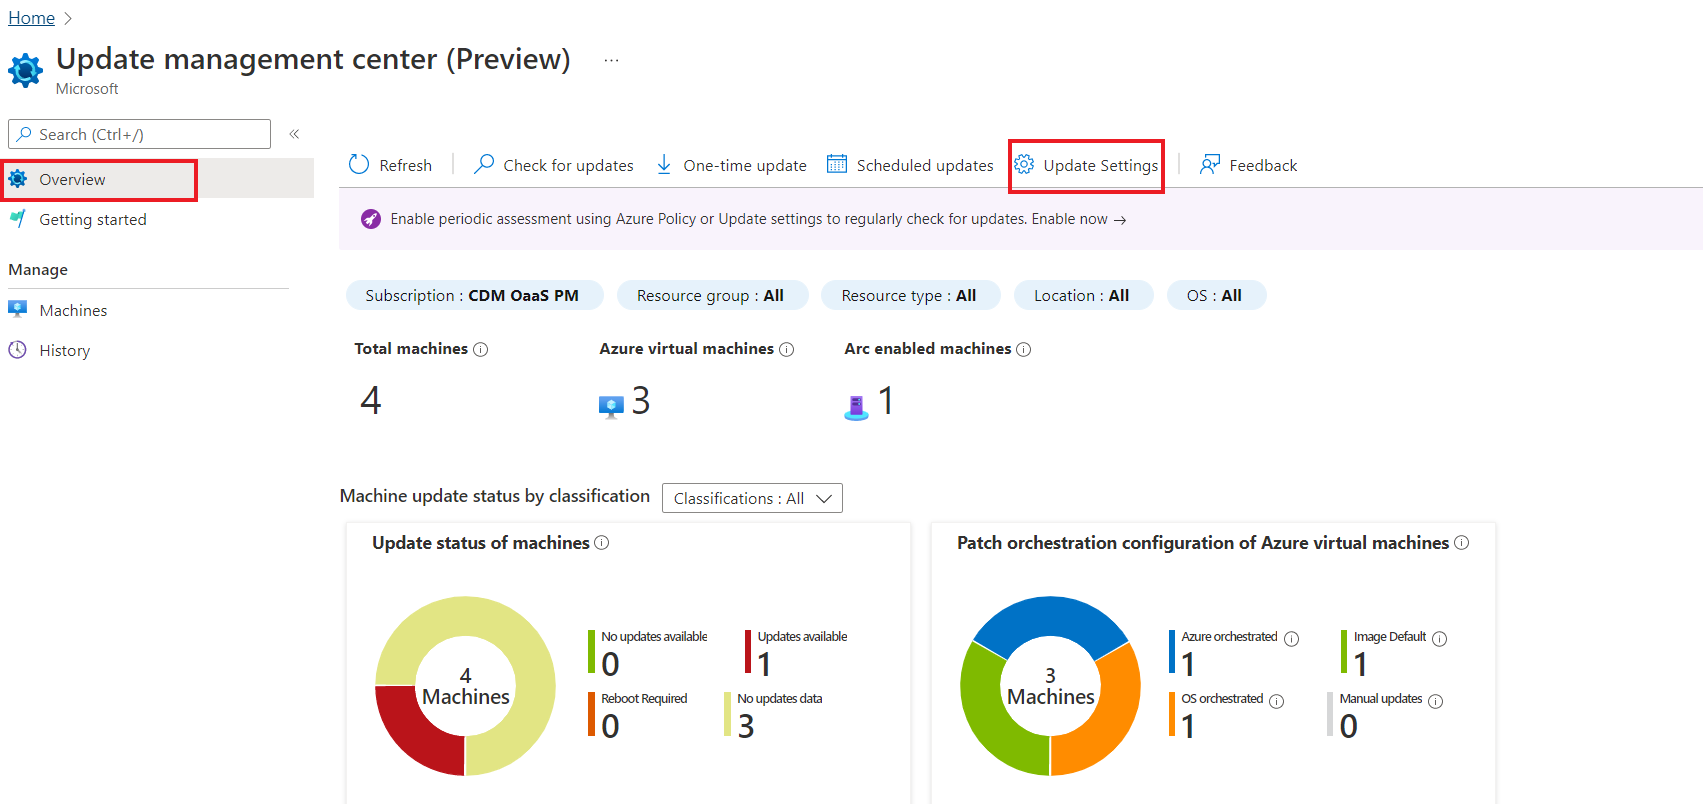 Home
Update management center (Preview)
...
Microsoft
Search (Ctrl+/)
Overview
Getting started
Manage
Machines
History
Refresh
Check for updates
One-time update
Scheduled updates
Update Settings
Feedback
Enable periodic assessment using Azure Policy or Update settings to regularly check for updates. Enable now →
Subscription : CDM OaaS PM
Resource group : All
Resource type : All
Location : All
OS : All
Total machines
4
Azure virtual machines
3
Arc enabled machines
1
Machine update status by classification
Classifications : All
Update status of machines
4
Machines
No updates available
0
Updates available
1
Reboot Required
0
No updates data
3
Patch orchestration configuration of Azure virtual machines
3
Machines
Azure orchestrated
1
Image Default
1
OS orchestrated
1
Manual updates
0